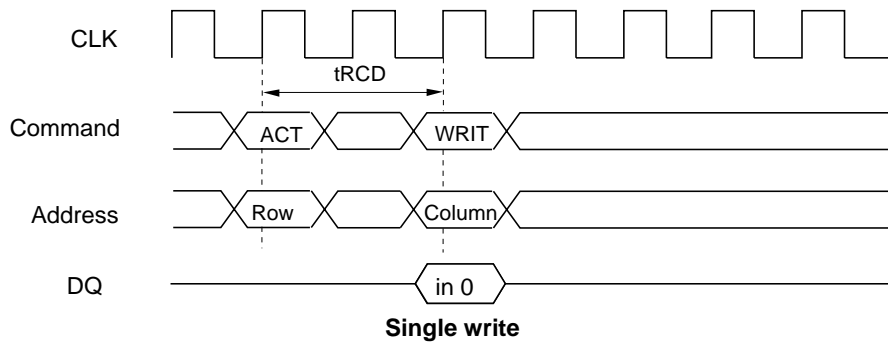 CLK
tRCD
Command
ACT
WRIT
Address
Row
Column
DQ
in 0
Single write